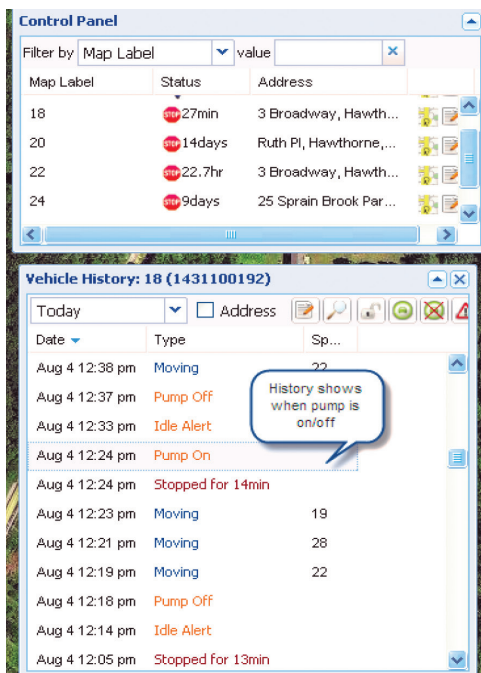 Control Panel
Filter by Map Label value
Map Label Status Address
18 STOP 27min 3 Broadway, Hawth...
20 STOP 14days Ruth Pl, Hawthorne,...
22 STOP 22.7hr 3 Broadway, Hawth...
24 STOP 9days 25 Sprain Brook Par...
Vehicle History: 18 (1431100192)
Today Address
Date Type Sp...
Aug 4 12:38 pm Moving 22
Aug 4 12:37 pm Pump Off
Aug 4 12:33 pm Idle Alert
Aug 4 12:24 pm Pump On
Aug 4 12:24 pm Stopped for 14min
Aug 4 12:23 pm Moving 19
Aug 4 12:21 pm Moving 28
Aug 4 12:19 pm Moving 22
Aug 4 12:18 pm Pump Off
Aug 4 12:14 pm Idle Alert
Aug 4 12:05 pm Stopped for 13min
History shows
when pump is
on/off